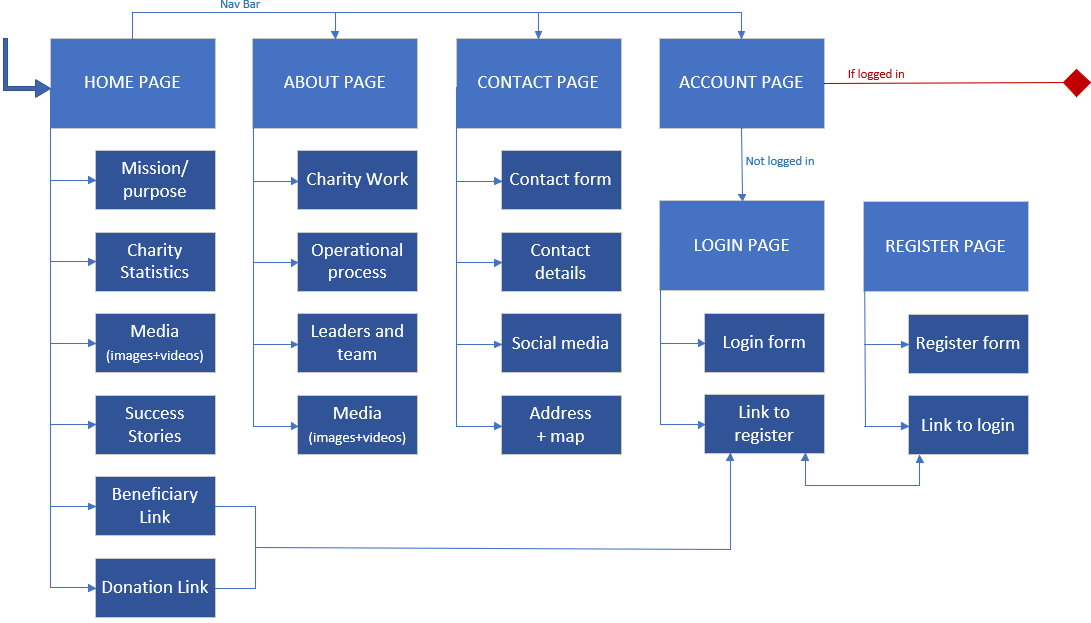 Nav Bar
HOME PAGE
Mission/
purpose
Charity
Statistics
Media
(images+videos)
Success
Stories
Beneficiary
Link
Donation Link
ABOUT PAGE
Charity Work
Operational
process
Leaders and
team
Media
(images+videos)
CONTACT PAGE
Contact form
Contact
details
Social media
Address
+ map
ACCOUNT PAGE
If logged in
Not logged in
LOGIN PAGE
Login form
Link to
register
REGISTER PAGE
Register form
Link to login